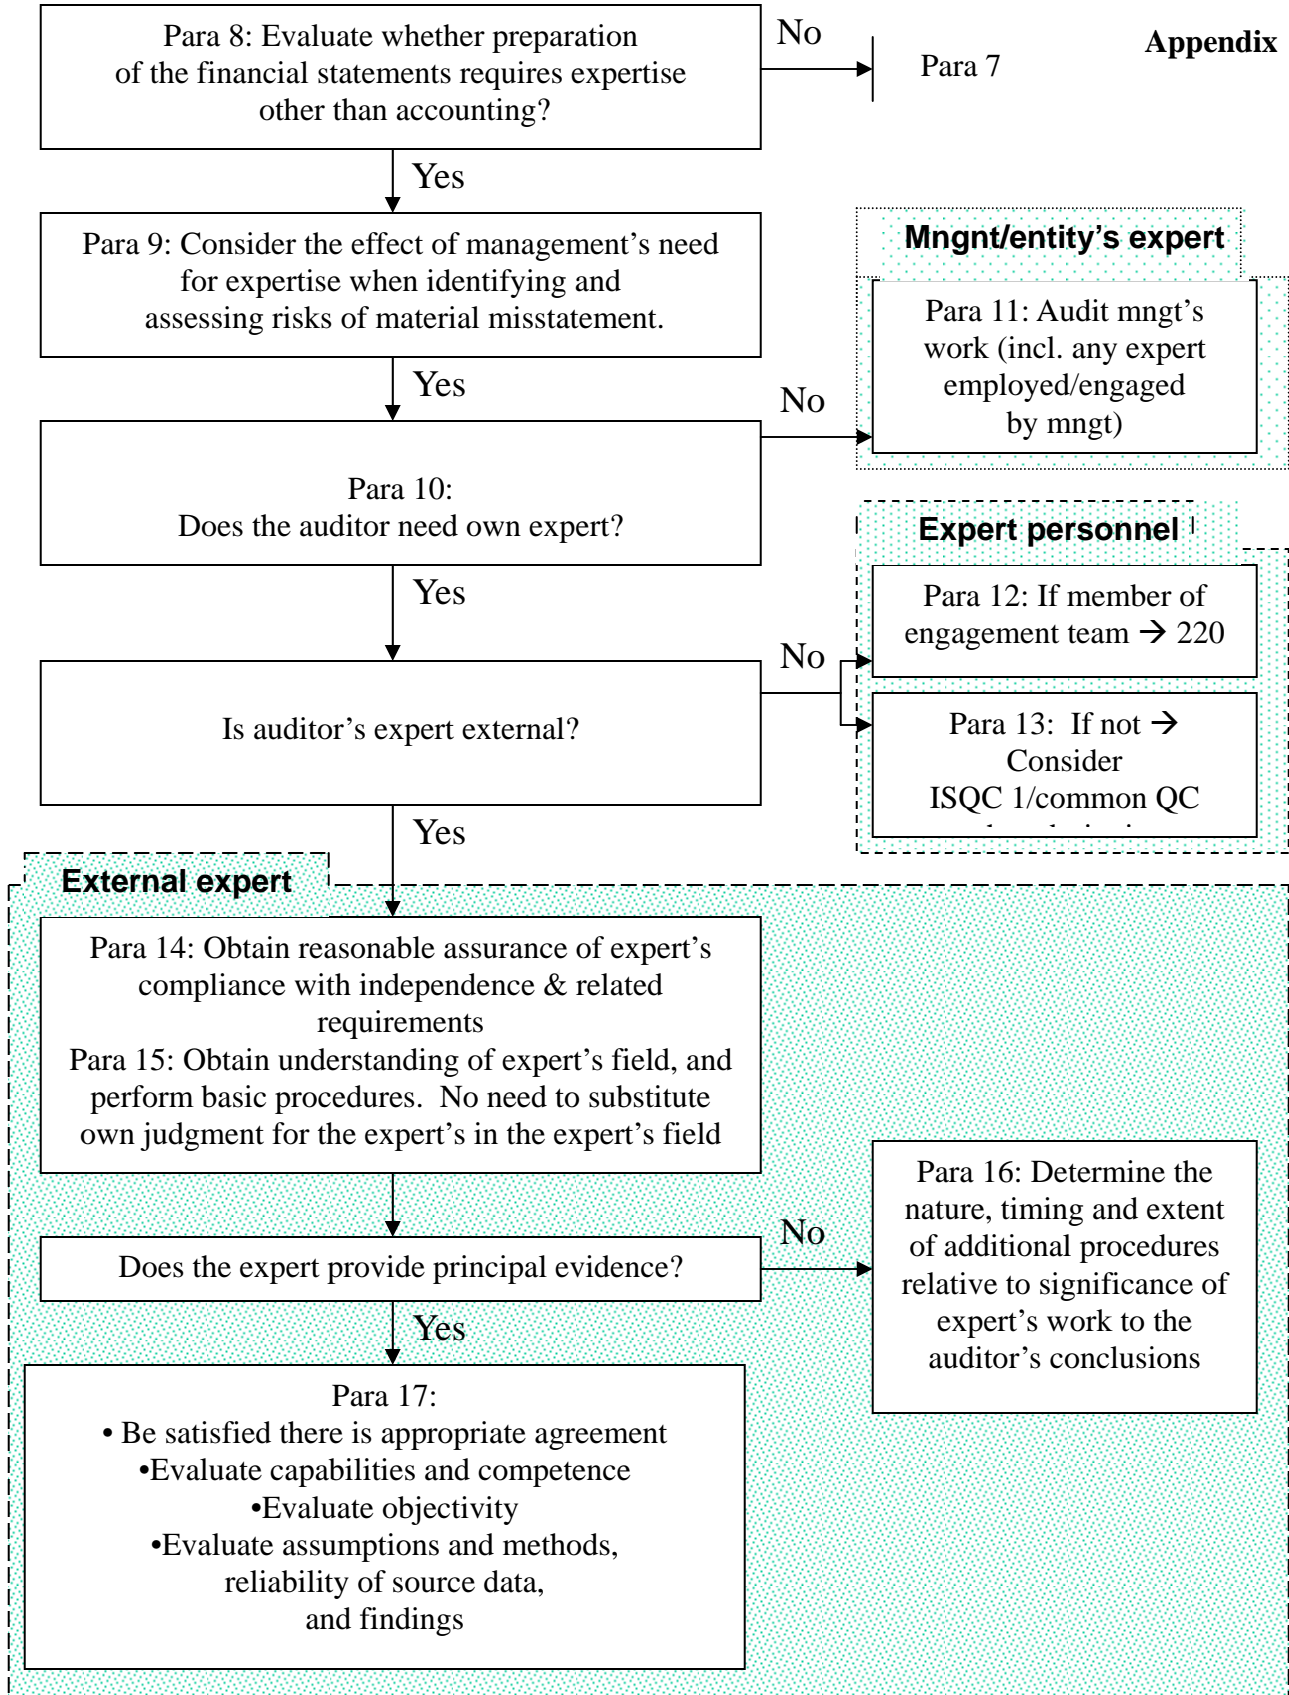 Appendix
Para 8: Evaluate whether preparation
of the financial statements requires expertise
other than accounting?
No
Para 7
Yes
Para 9: Consider the effect of management’s need
for expertise when identifying and
assessing risks of material misstatement.
Yes
Mngnt/entity’s expert
Para 11: Audit mngt’s
work (incl. any expert
employed/engaged
by mngt)
No
Para 10:
Does the auditor need own expert?
Yes
Expert personnel
Para 12: If member of
engagement team → 220
No
Is auditor’s expert external?
Para 13:  If not →
Consider
ISQC 1/common QC
Yes
External expert
Para 14: Obtain reasonable assurance of expert’s
compliance with independence & related
requirements
Para 15: Obtain understanding of expert’s field, and
perform basic procedures.  No need to substitute
own judgment for the expert’s in the expert’s field
Does the expert provide principal evidence?
No
Para 16: Determine the
nature, timing and extent
of additional procedures
relative to significance of
expert’s work to the
auditor’s conclusions
Yes
Para 17:
• Be satisfied there is appropriate agreement
•Evaluate capabilities and competence
•Evaluate objectivity
•Evaluate assumptions and methods,
reliability of source data,
and findings